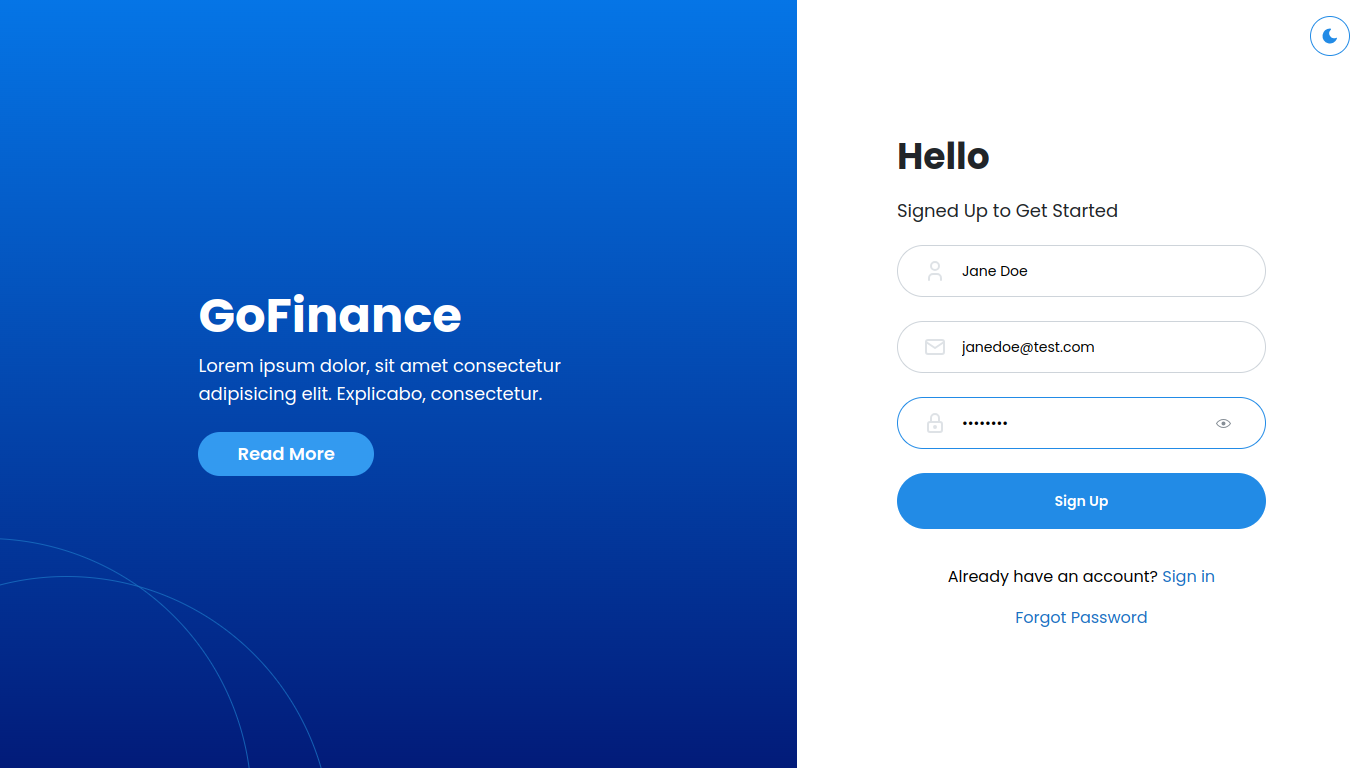 GoFinance
Lorem ipsum dolor, sit amet consectetur
adipisicing elit. Explicabo, consectetur.
Read More
Hello
Signed Up to Get Started
Jane Doe
janedoe@test.com
••••••••
Sign Up
Already have an account? Sign in
Forgot Password